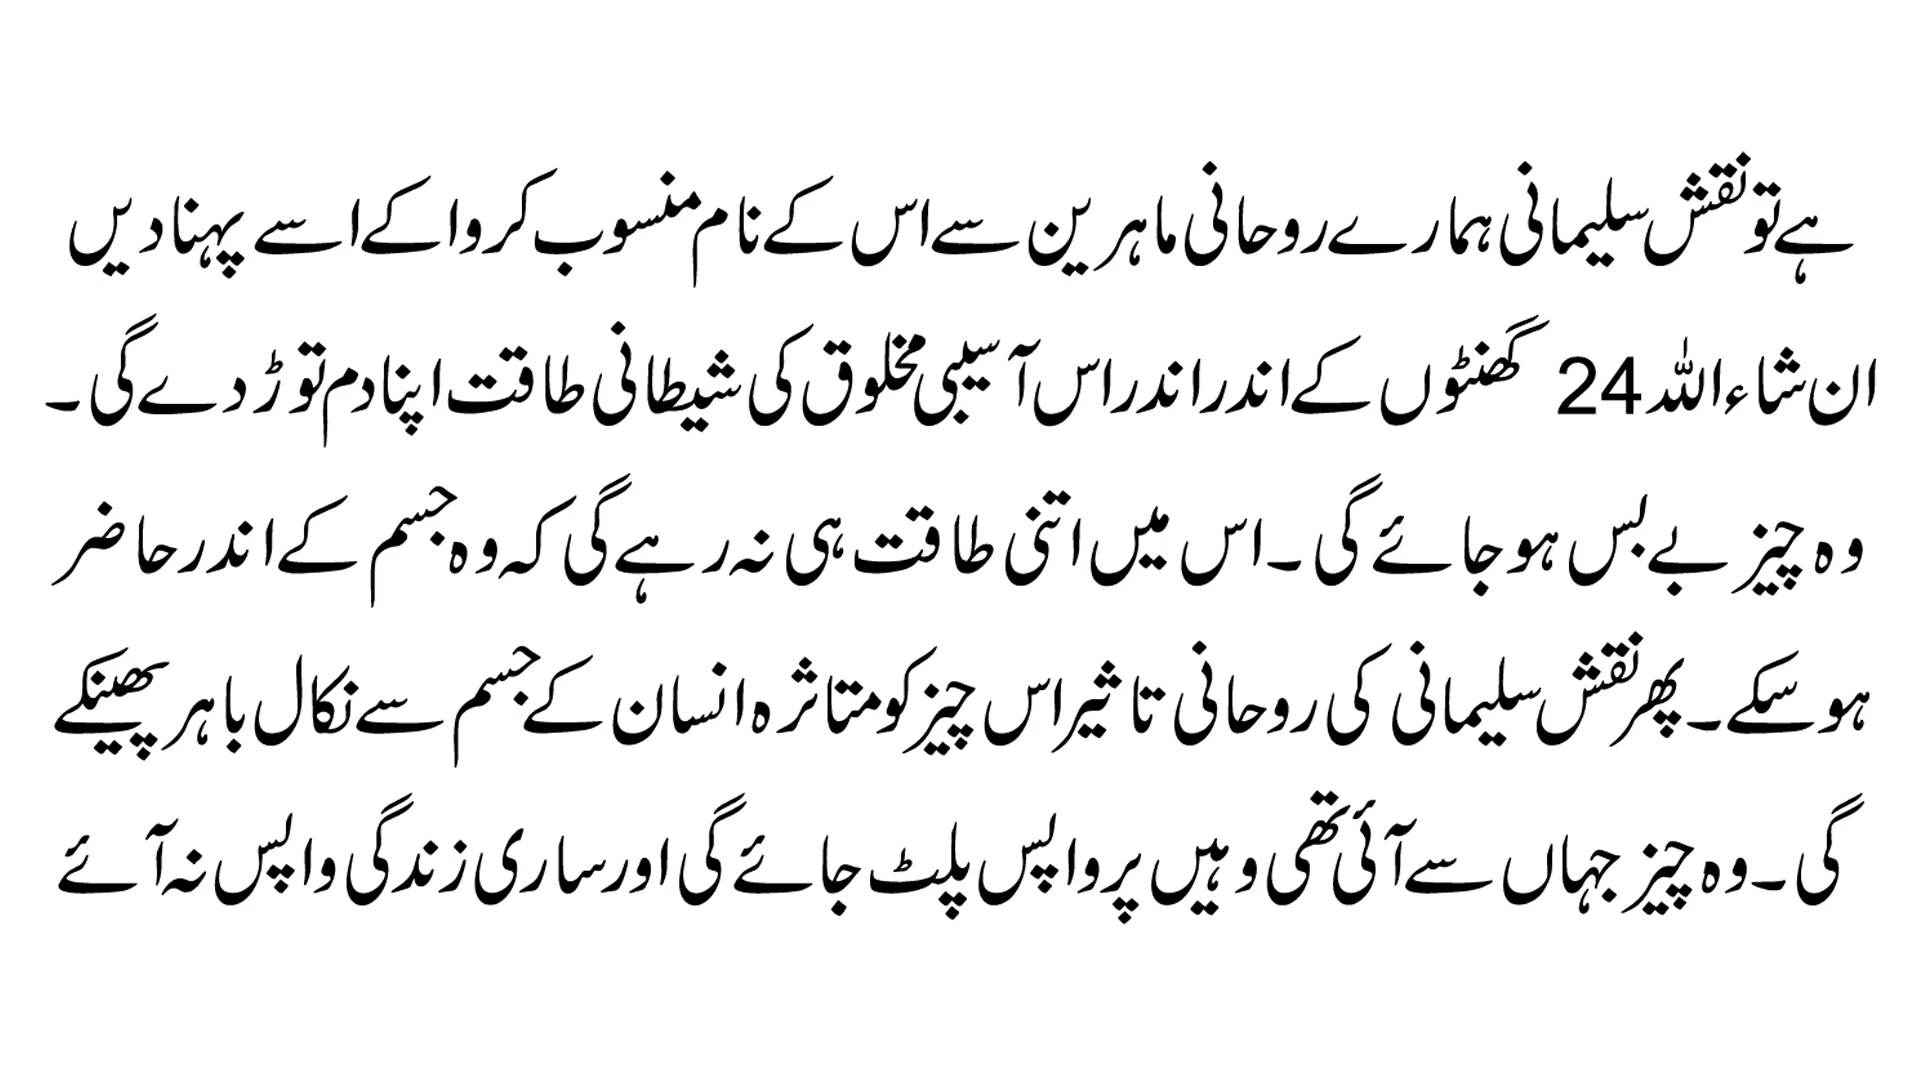 ہے تو نقش سلیمانی ہمارے روحانی ماہرین سے اس کے نام منسوب کروا کے اسے پہنا دیں
ان شاء اللہ 24 گھنٹوں کے اندر اندر اس آسیبی مخلوق کی شیطانی طاقت اپنا دم توڑ دے گی۔
وہ چیز بے بس ہو جائے گی۔ اس میں اتنی طاقت ہی نہ رہے گی کہ وہ جسم کے اندر حاضر
ہو سکے۔ پھر نقش سلیمانی کی روحانی تاثیر اس چیز کو متاثرہ انسان کے جسم سے نکال باہر پھینکے
گی۔ وہ چیز جہاں سے آئی تھی وہیں پر واپس پلٹ جائے گی اور ساری زندگی واپس نہ آئے